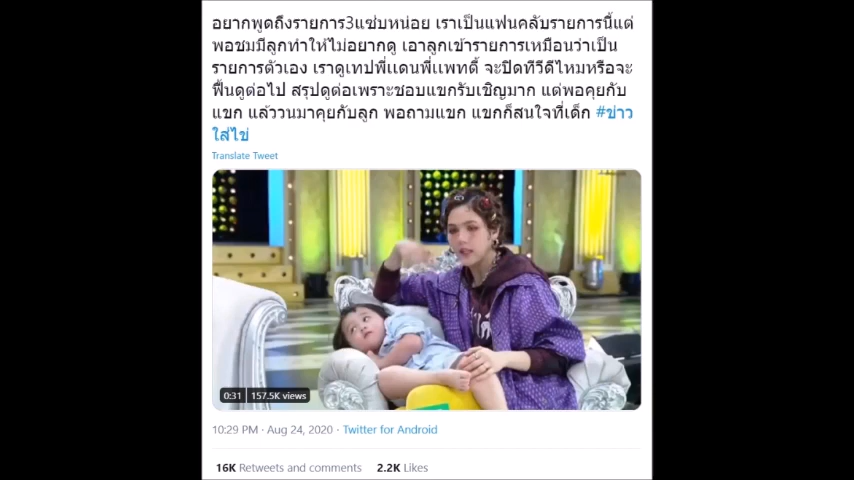 อยากพูดถึงรายการ3แซ่บหน่อย เราเป็นแฟนคลับรายการนี้แต่
พอชมมีลูกทำให้ไม่อยากดู เอาลูกเข้ารายการเหมือนว่าเป็น
รายการตัวเอง เราดูเทปพี่เเดนพี่เเพทตี้ จะปิดทีวีดีไหมหรือจะ
ฟื้นดูต่อไป สรุปดูต่อเพราะชอบแขกรับเชิญมาก แต่พอคุยกับ
แขก แล้ววนมาคุยกับลูก พอถามแขก แขกก็สนใจที่เด็ก #ข่าว
ใส่ไข่
Translate Tweet
0:31 157.5K views
10:29 PM · Aug 24, 2020 · Twitter for Android
16K Retweets and comments 2.2K Likes